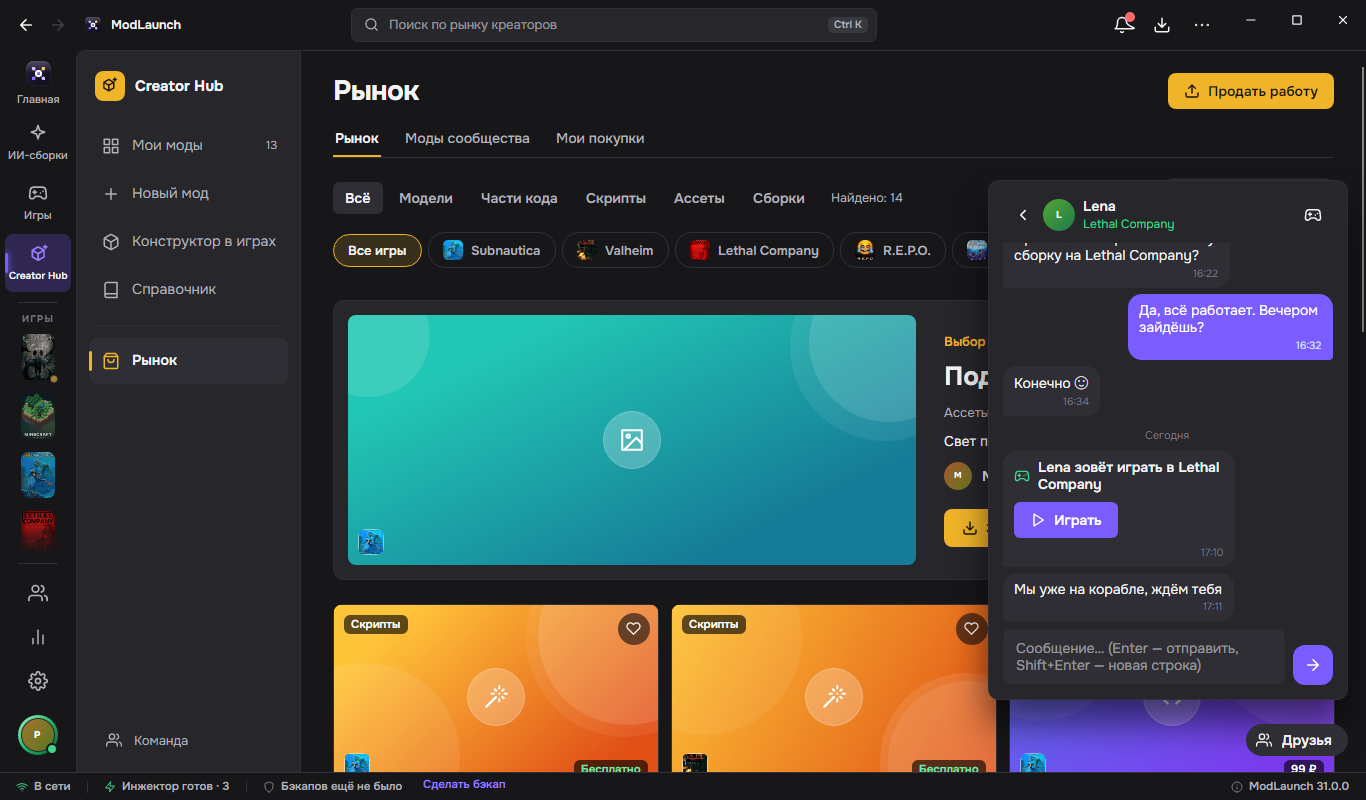 ModLaunch
Поиск по рынку креаторов
Ctrl K
Главная
ИИ-сборки
Игры
Creator Hub
ИГРЫ
MINECRAFT
LETHAL
COMPANY
P
Creator Hub
Мои моды 13
Новый мод
Конструктор в играх
Справочник
Рынок
Команда
Рынок
Продать работу
Рынок Моды сообщества Мои покупки
Всё Модели Части кода Скрипты Ассеты Сборки Найдено: 14
Все игры Subnautica Valheim Lethal Company R.E.P.O.
Выбор
Ассеты
Свет
M
Скрипты
Бесплатно
Скрипты
Бесплатно
99 ₽
L
Lena
Lethal Company
сборку на Lethal Company?
16:22
Да, всё работает. Вечером
зайдёшь?
16:32
Конечно
16:34
Сегодня
Lena зовёт играть в Lethal
Company
Играть
17:10
Мы уже на корабле, ждём тебя
17:11
Сообщение... (Enter — отправить,
Shift+Enter — новая строка)
Друзья
В сети
Инжектор готов · 3
Бэкапов ещё не было
Сделать бэкап
ModLaunch 31.0.0